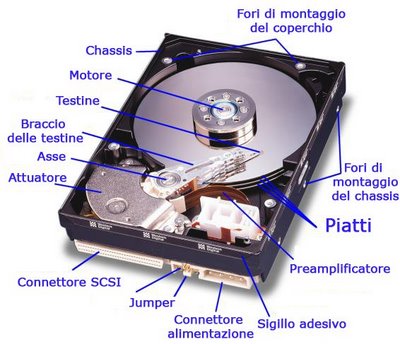 Fori di montaggio
del coperchio
Chassis
Motore
Testine
Braccio
delle testine
Asse
Attuatore
Fori di
montaggio
del chassis
Piatti
Preamplificatore
Connettore SCSI
Jumper
Connettore
alimentazione
Sigillo adesivo